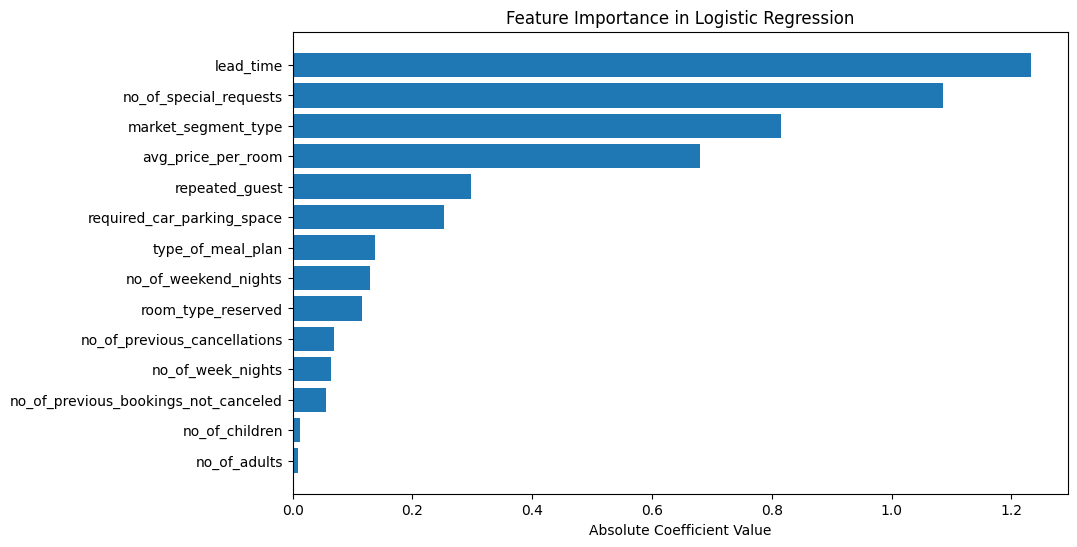 Feature Importance in Logistic Regression
lead_time
no_of_special_requests
market_segment_type
avg_price_per_room
repeated_guest
required_car_parking_space
type_of_meal_plan
no_of_weekend_nights
room_type_reserved
no_of_previous_cancellations
no_of_week_nights
no_of_previous_bookings_not_canceled
no_of_children
no_of_adults
0.0 0.2 0.4 0.6 0.8 1.0 1.2
Absolute Coefficient Value